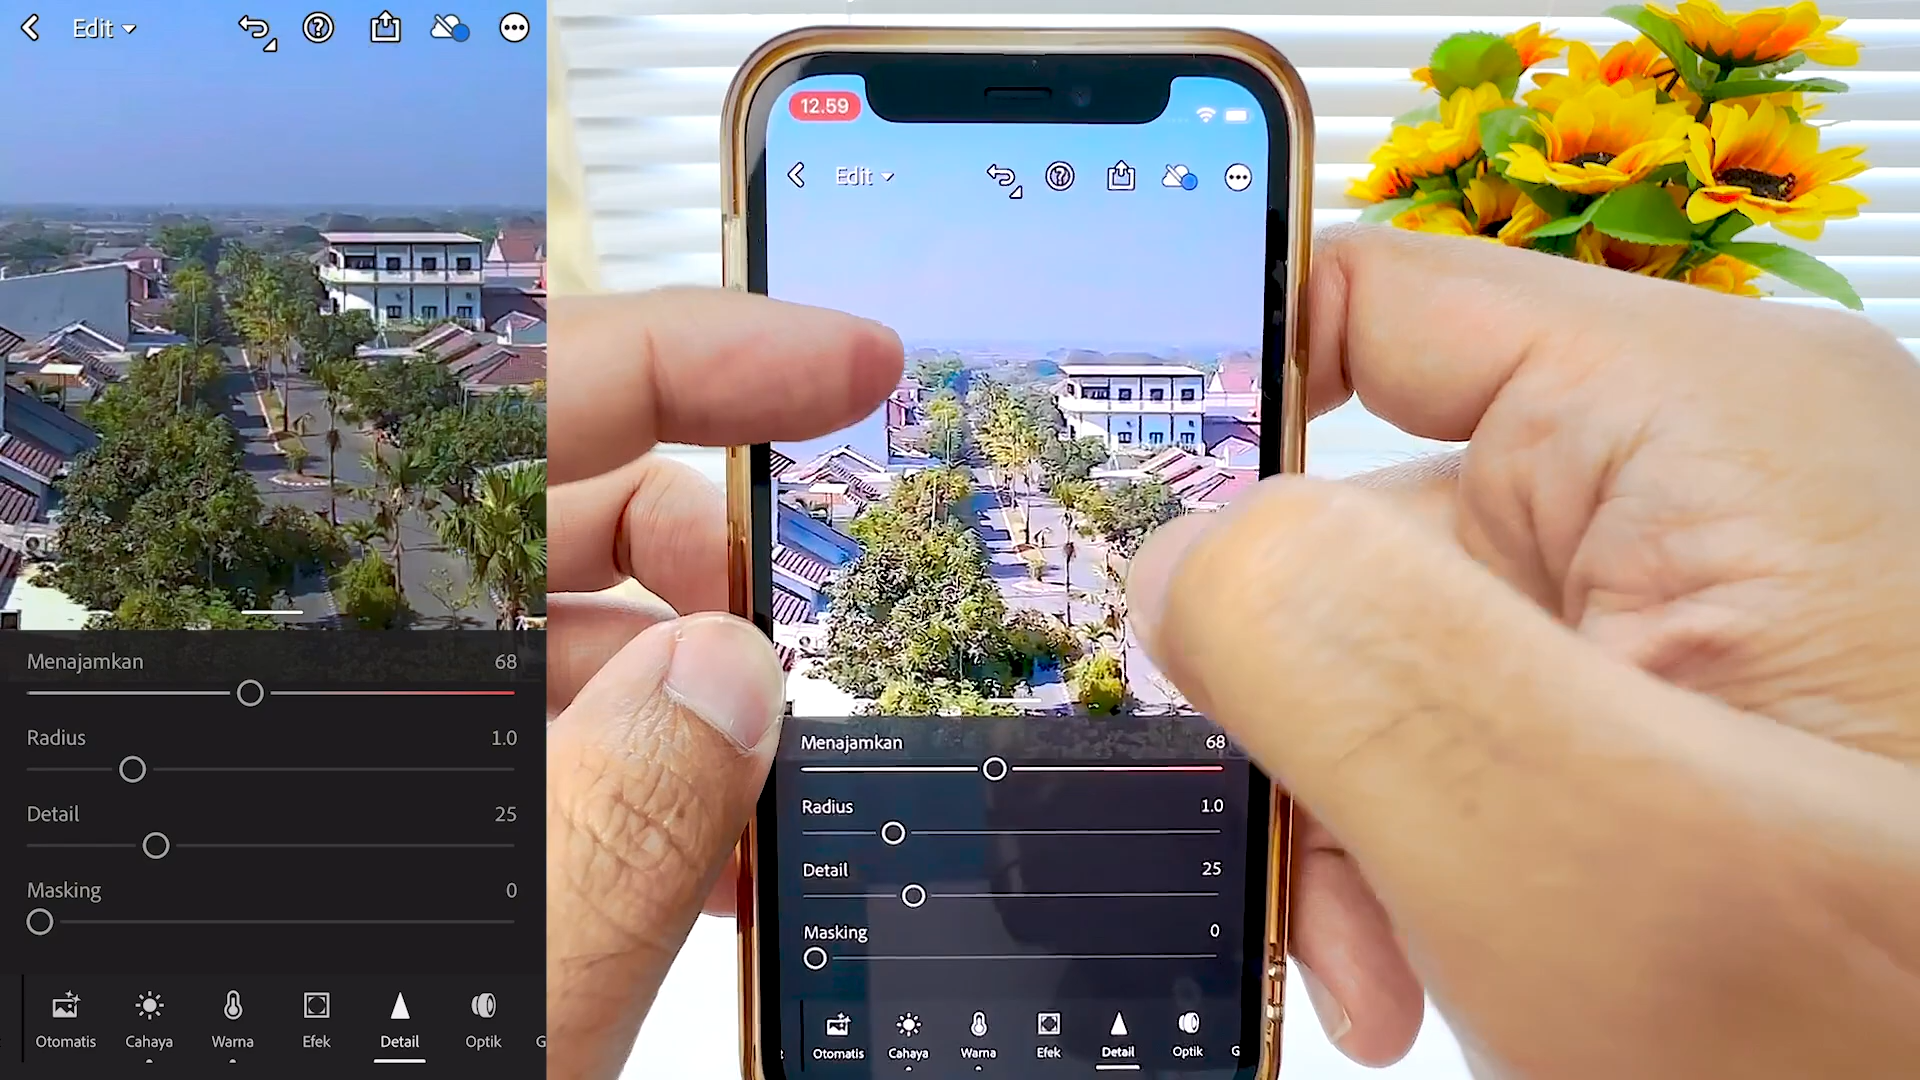 Edit
Menajamkan 68
Radius 1.0
Detail 25
Masking 0
Otomatis Cahaya Warna Efek Detail Optik G
12.59
Edit
Menajamkan 68
Radius 1.0
Detail 25
Masking 0
Otomatis Cahaya Warna Efek Detail Optik G